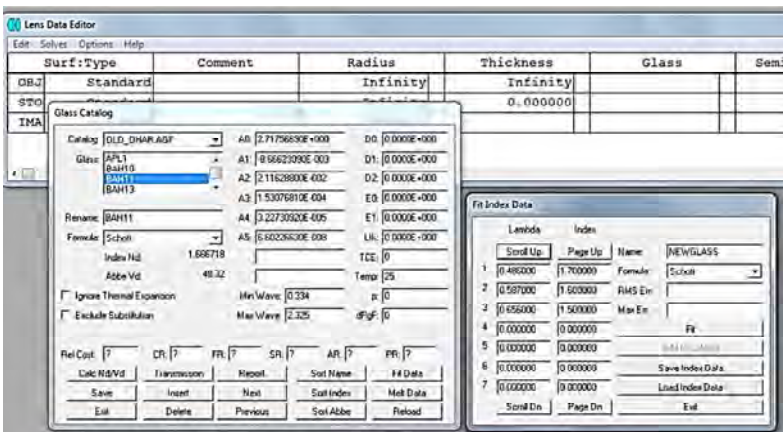 Lens Data Editor
Edit Solves Options Help
Surf:Type Comment Radius Thickness Glass Semi
OBJ Standard Infinity Infinity
STO 0.000000
IMA
Glass Catalog
Catalog: OLD_OHAR.AGF A0: 2.71756890E+000 D0: 0.0000E+000
Glass: APL1 A1: D1: 0.0000E+000
BAH10
BAH11 A2: 2.11628800E-002 D2: 0.0000E+000
BAH13 A3: 1.53076810E-004 E0: 0.0000E+000
Rename: BAH11 A4: 3.22730920E-005 E1: 0.0000E+000
Formula: Schott A5: 6.60226630E-008 Ltk: 0.0000E+000
Index Nd: 1.666718 TCE: 0
Abbe Vd: 48.32 Temp: 25
Ignore Thermal Expansion Min Wave: 0.334 p: 0
Exclude Substitution Max Wave: 2.325 dPgF: 0
Rel Cost: ? CR: ? FR: ? SR: ? AR: ? PR: ?
Calc Nd/Vd Transmission Report Sort Name Fit Data
Save Insert Next Sort Index Melt Data
Exit Delete Previous Sort Abbe Reload
Fit Index Data
Lambda Index
Scroll Up Page Up Name: NEWGLASS
1 0.486000 1.700000 Formula: Schott
2 0.587000 1.600000 RMS Err:
3 0.656000 1.500000 Max Err:
4 0.000000 0.000000 Fit
5 0.000000 0.000000
6 0.000000 0.000000 Save Index Data
7 0.000000 0.000000 Load Index Data
Scroll Dn Page Dn Exit